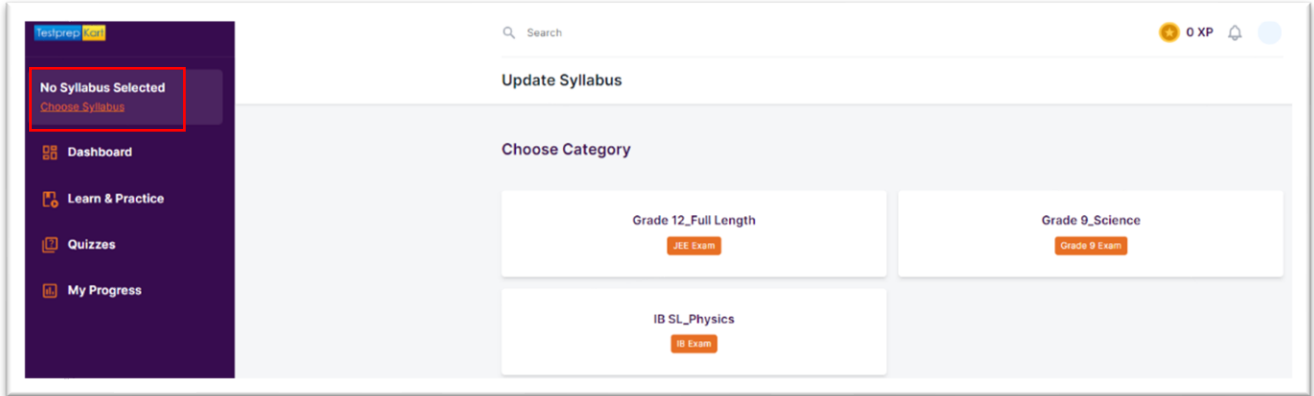 Testprep Kart
No Syllabus Selected
Choose Syllabus
Dashboard
Learn & Practice
Quizzes
My Progress
Search
0 XP
Update Syllabus
Choose Category
Grade 12_Full Length
JEE Exam
Grade 9_Science
Grade 9 Exam
IB SL_Physics
IB Exam